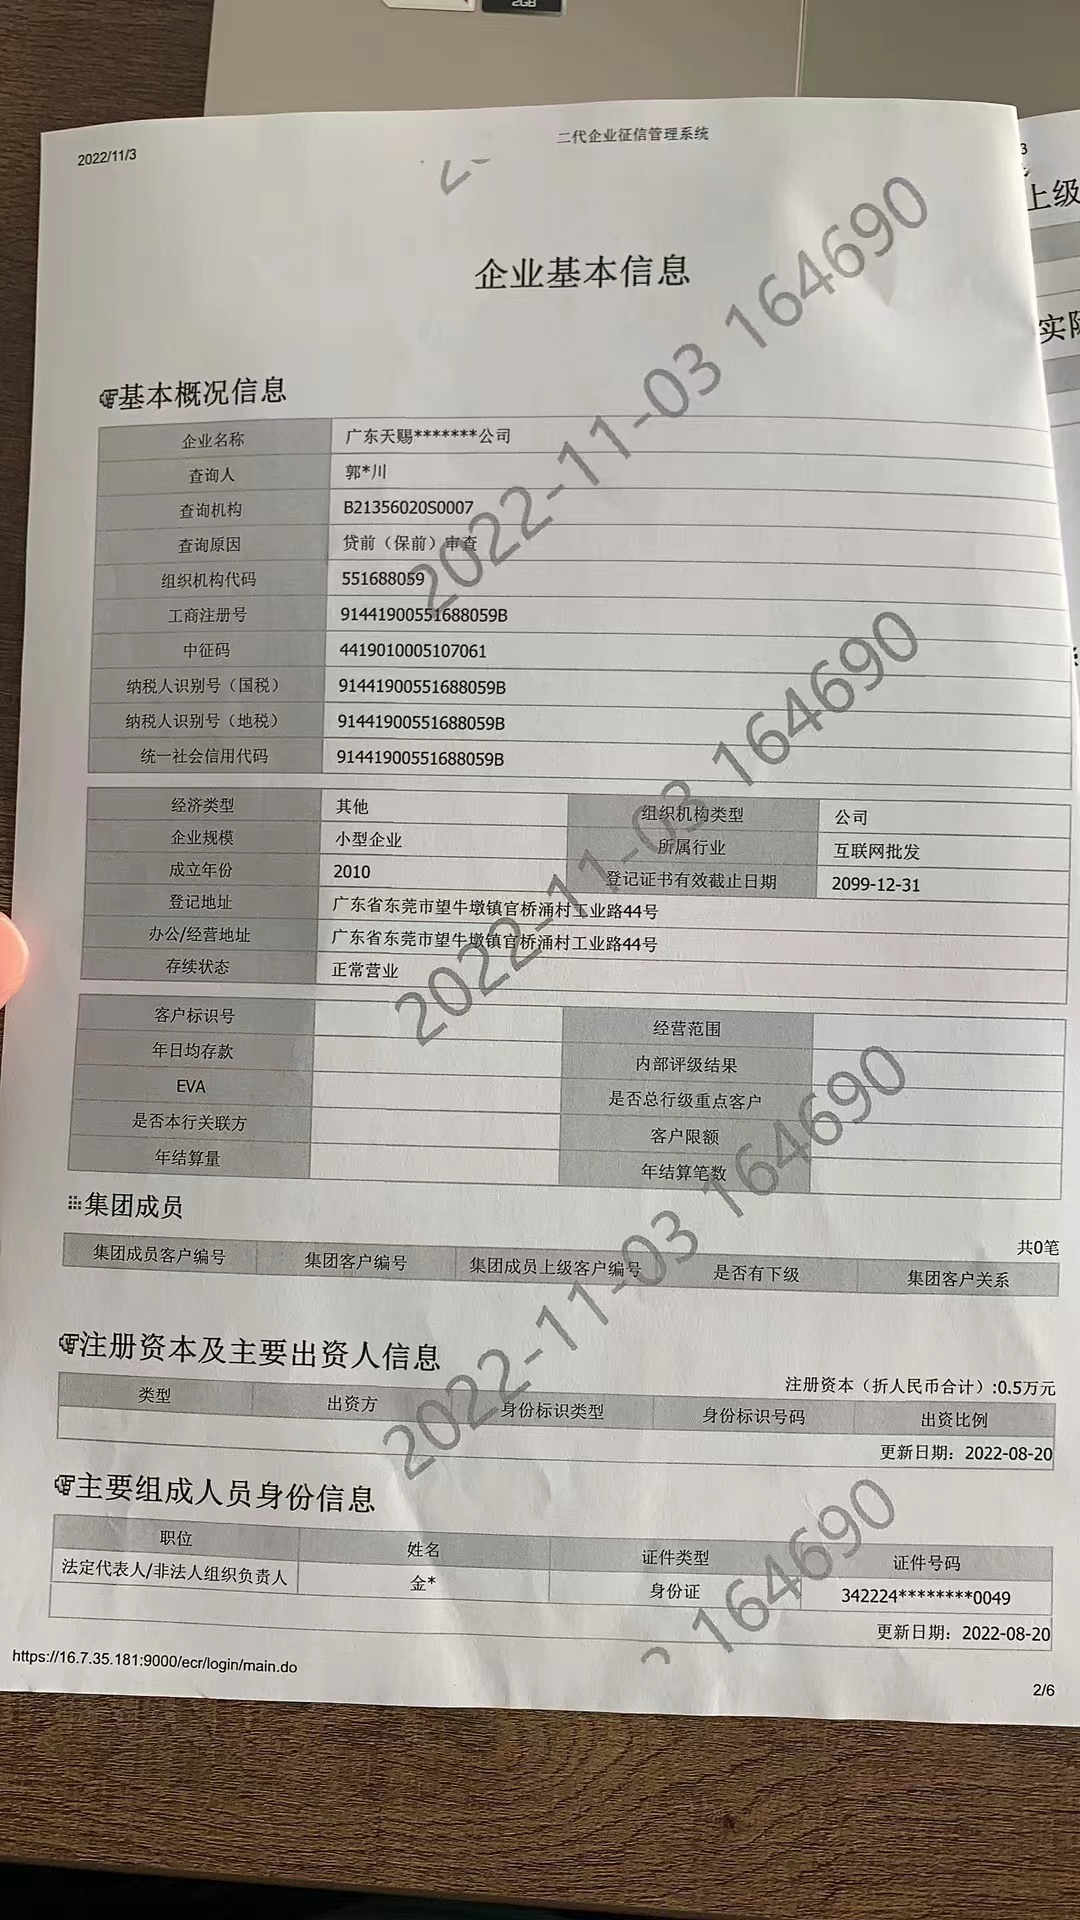 2GB
2022/11/3
二代企业征信管理系统
企业基本信息
基本概况信息
企业名称 广东天赐*******公司
查询人 郭*川
查询机构 B21356020S0007
查询原因 贷前（保前）审查
组织机构代码 551688059
工商注册号 91441900551688059B
中征码 4419010005107061
纳税人识别号（国税） 91441900551688059B
纳税人识别号（地税） 91441900551688059B
统一社会信用代码 91441900551688059B
经济类型 其他 组织机构类型 公司
企业规模 小型企业 所属行业 互联网批发
成立年份 2010 登记证书有效截止日期 2099-12-31
登记地址 广东省东莞市望牛墩镇官桥涌村工业路44号
办公/经营地址 广东省东莞市望牛墩镇官桥涌村工业路44号
存续状态 正常营业
客户标识号 经营范围
年日均存款 内部评级结果
EVA 是否总行级重点客户
是否本行关联方 客户限额
年结算量 年结算笔数
集团成员
共0笔
集团成员客户编号 集团客户编号 集团成员上级客户编号 是否有下级 集团客户关系
注册资本及主要出资人信息
注册资本（折人民币合计）:0.5万元
类型 出资方 身份标识类型 身份标识号码 出资比例
更新日期：2022-08-20
主要组成人员身份信息
职位 姓名 证件类型 证件号码
法定代表人/非法人组织负责人 金* 身份证 342224********0049
更新日期：2022-08-20
https://16.7.35.181:9000/ecr/login/main.do
2/6
2022-11-03 164690
2022-11-03 164690
2022-11-03 164690
164690
3
上级
实